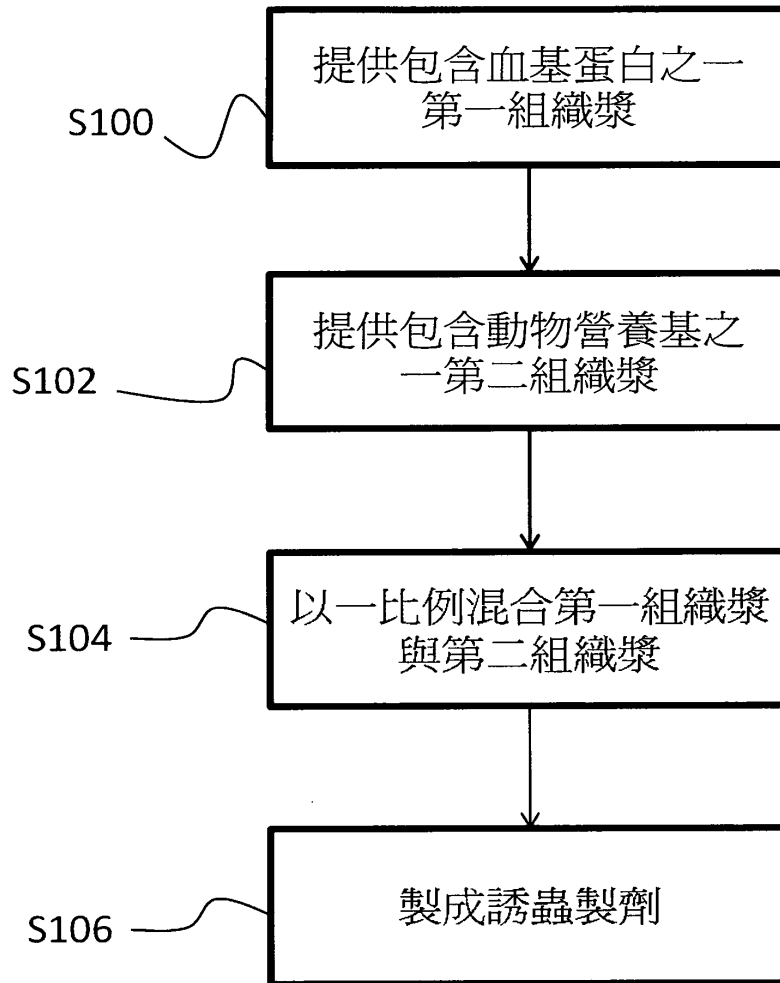 提供包含血基蛋白之一
第一組織漿
S100
提供包含動物營養基之
一第二組織漿
S102
以一比例混合第一組織漿
與第二組織漿
S104
製成誘蟲製劑
S106